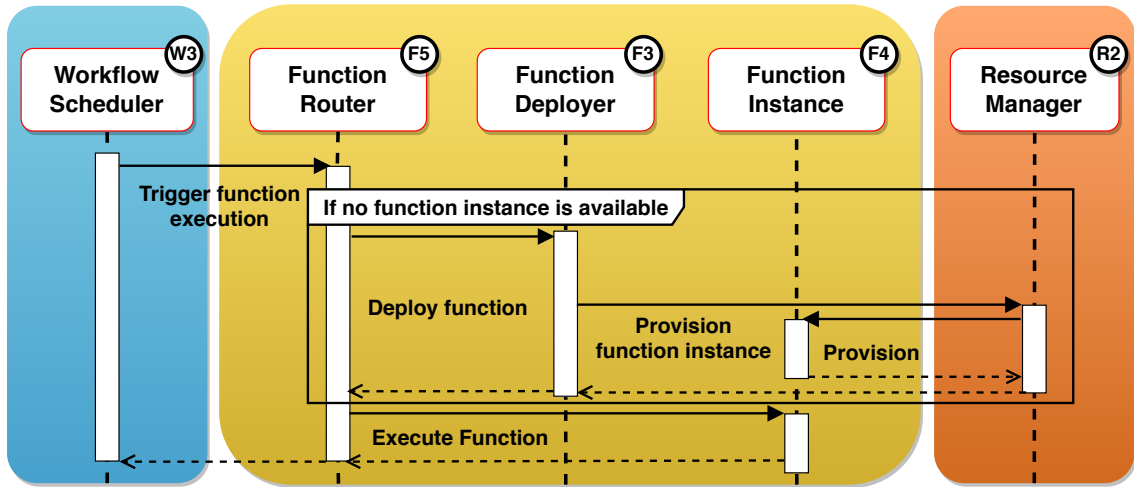 W3
Workflow
Scheduler
F5
Function
Router
F3
Function
Deployer
F4
Function
Instance
R2
Resource
Manager
Trigger function
execution
If no function instance is available
Deploy function
Provision
function instance
Provision
Execute Function